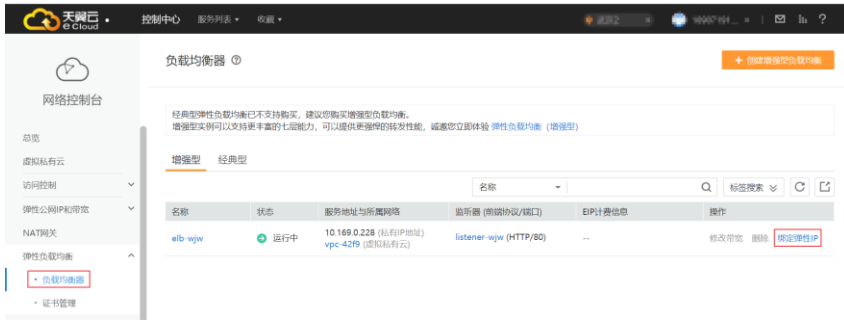 天翼云
e Cloud
控制中心 服务列表 收藏
网络控制台
总览
虚拟私有云
访问控制
弹性公网IP和带宽
NAT网关
弹性负载均衡
负载均衡器
证书管理
负载均衡器
+ 创建增强型负载均衡
经典型弹性负载均衡已不支持购买，建议您购买增强型负载均衡。
增强型实例可以支持更丰富的七层能力，可以提供更强悍的转发性能，诚邀您立即体验 弹性负载均衡（增强型）
增强型 经典型
名称 标签搜索
名称 状态 服务地址与所属网络 监听器 (前端协议/端口) EIP计费信息 操作
elb-wjw 运行中 10.169.0.228 (私有IP地址) listener-wjw (HTTP/80) -- 修改带宽 删除 绑定弹性IP
vpc-42f9 (虚拟私有云)